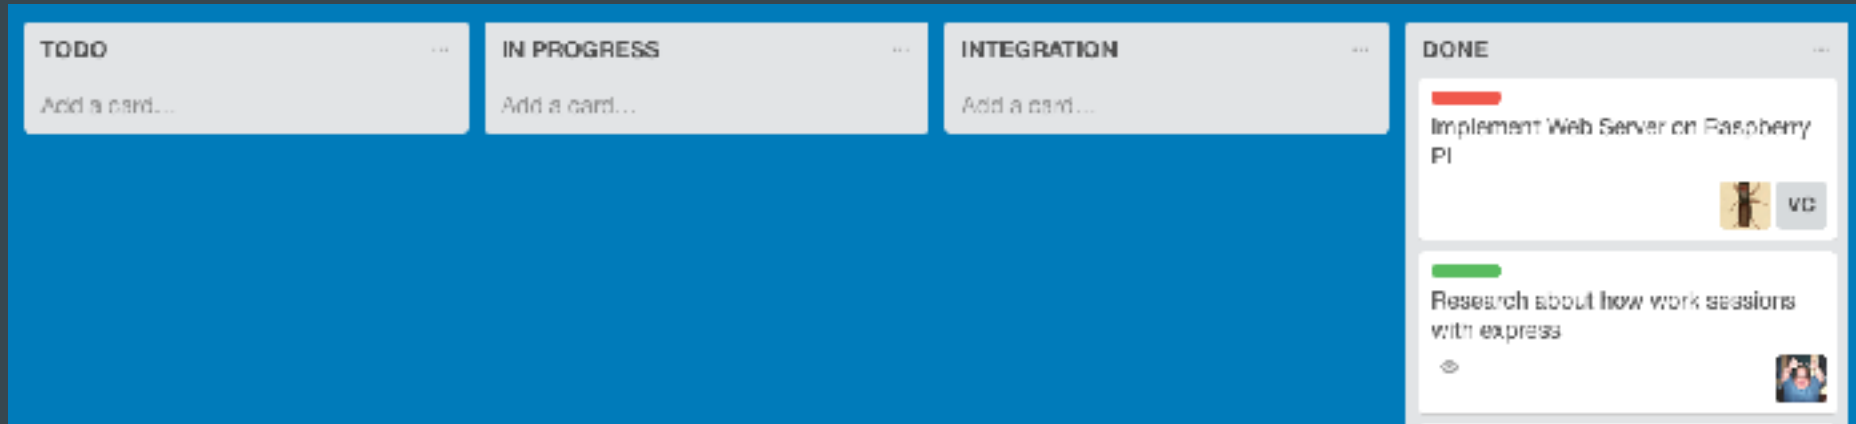 TODO
...
Add a card...
IN PROGRESS
...
Add a card...
INTEGRATION
...
Add a card...
DONE
...
Implement Web Server on Raspberry
PI
VC
Research about how work sessions
with express